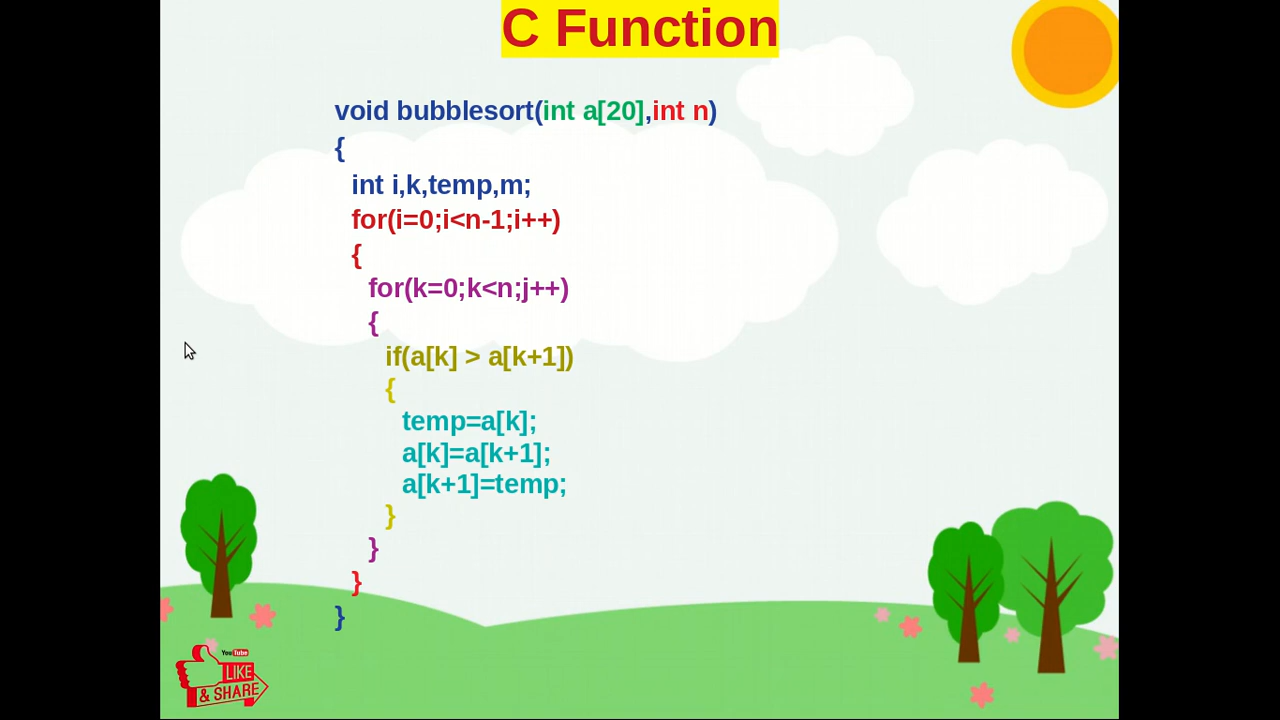 C Function
void bubblesort(int a[20],int n)
{
int i,k,temp,m;
for(i=0;i<n-1;i++)
{
for(k=0;k<n;j++)
{
if(a[k] > a[k+1])
{
temp=a[k];
a[k]=a[k+1];
a[k+1]=temp;
}
}
}
}
YouTube
LIKE
& SHARE